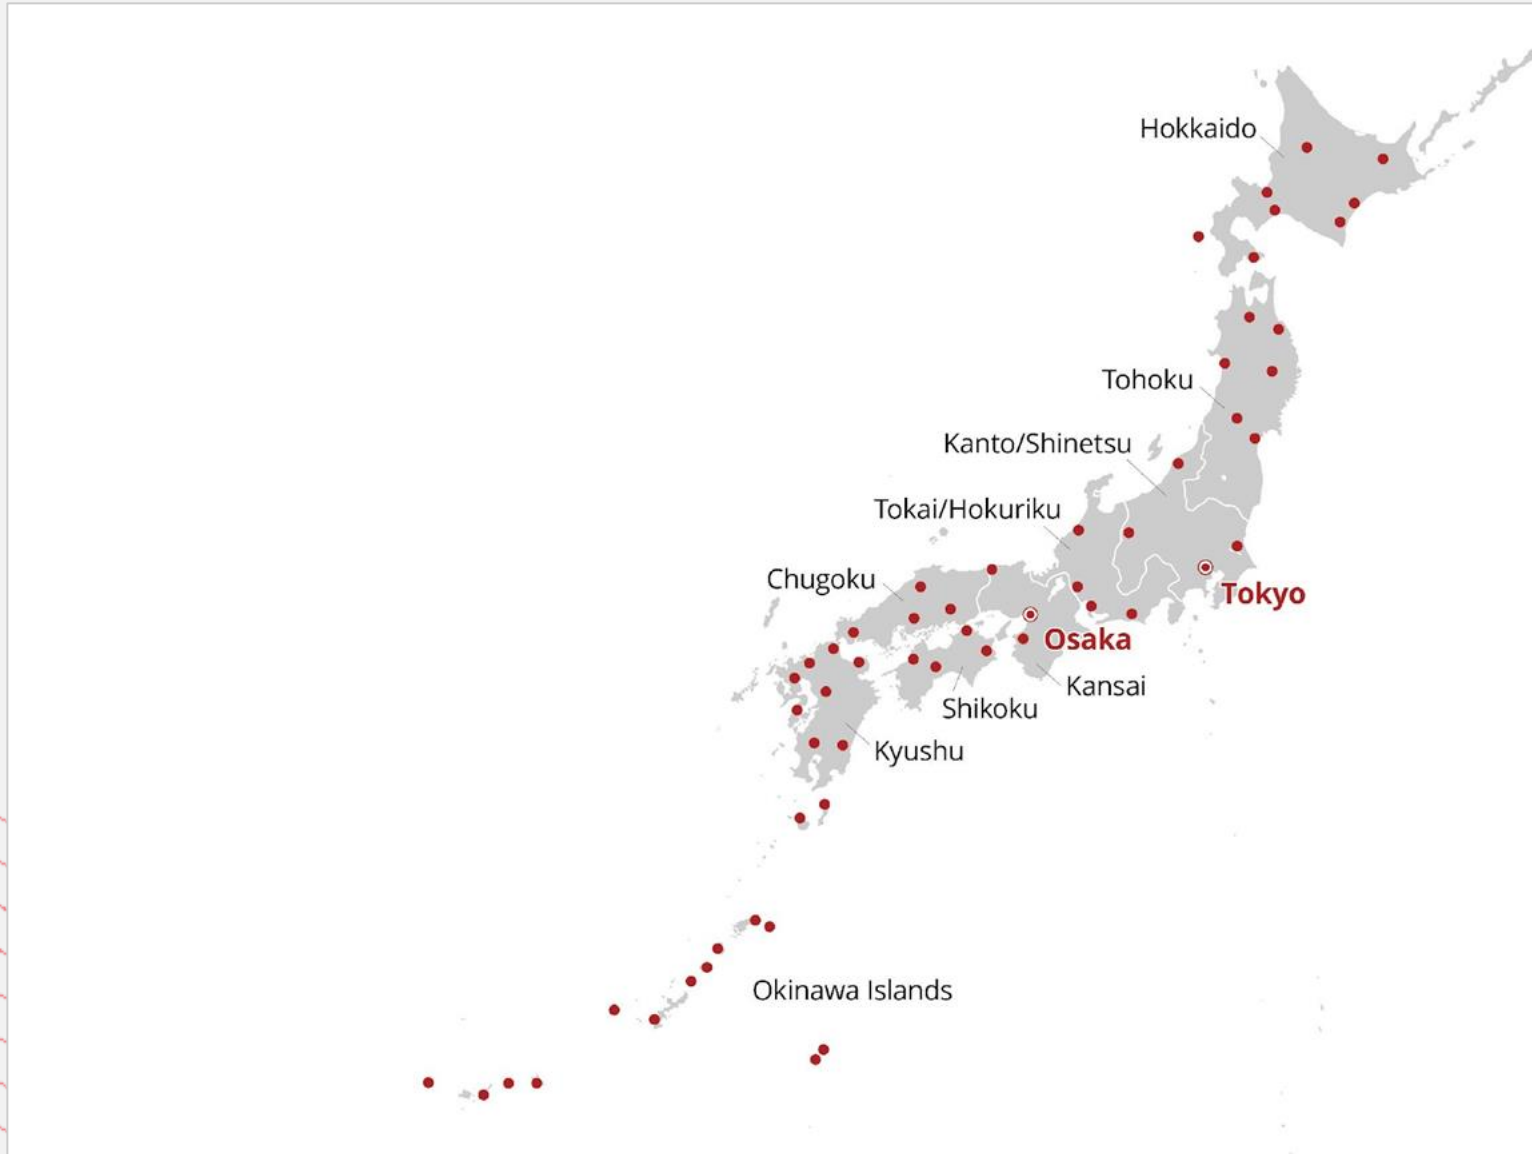 Hokkaido
Tohoku
Kanto/Shinetsu
Tokai/Hokuriku
Chugoku
Tokyo
Osaka
Kansai
Shikoku
Kyushu
Okinawa Islands